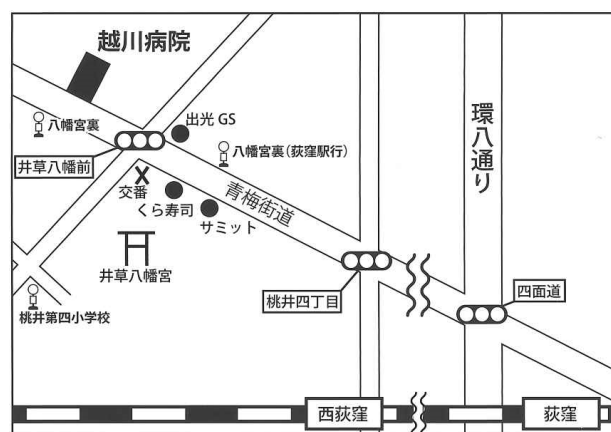 越川病院
八幡宮裏
出光 GS
井草八幡前
八幡宮裏(荻窪駅行)
環八通り
交番
くら寿司
サミット
青梅街道
井草八幡宮
桃井四丁目
四面道
桃井第四小学校
西荻窪
荻窪